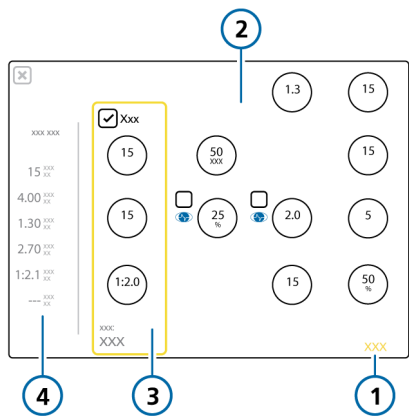 2
1.3 15
Xxx
xxx xxx
15 50 xxx 15
15 xxx xx
4.00 xxx xx
15 25 % 2.0 5
1.30 xxx xx
2.70 xxx xx
1:2.1 xxx xx
1:2.0 15 50 %
--- xxx xx
xxx:
XXX
XXX
4 3 1